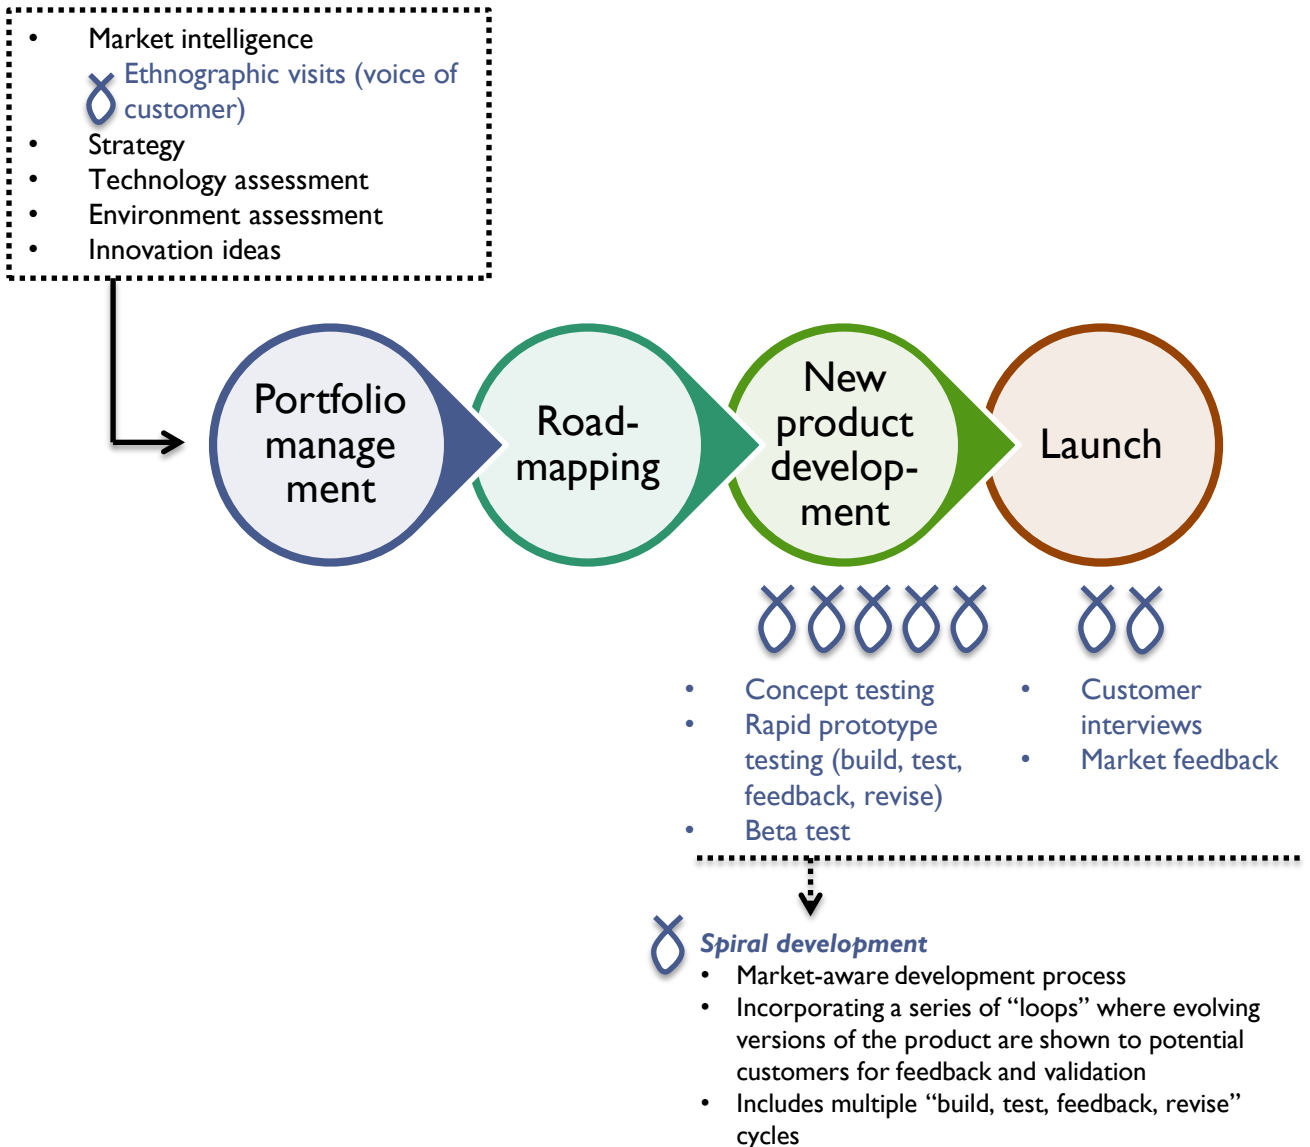 • Market intelligence
Ethnographic visits (voice of
customer)
• Strategy
• Technology assessment
• Environment assessment
• Innovation ideas
Portfolio
manage
ment
Road-
mapping
New
product
develop-
ment
Launch
• Concept testing
• Rapid prototype
testing (build, test,
feedback, revise)
• Beta test
• Customer
interviews
• Market feedback
Spiral development
• Market-aware development process
• Incorporating a series of “loops” where evolving
versions of the product are shown to potential
customers for feedback and validation
• Includes multiple “build, test, feedback, revise”
cycles